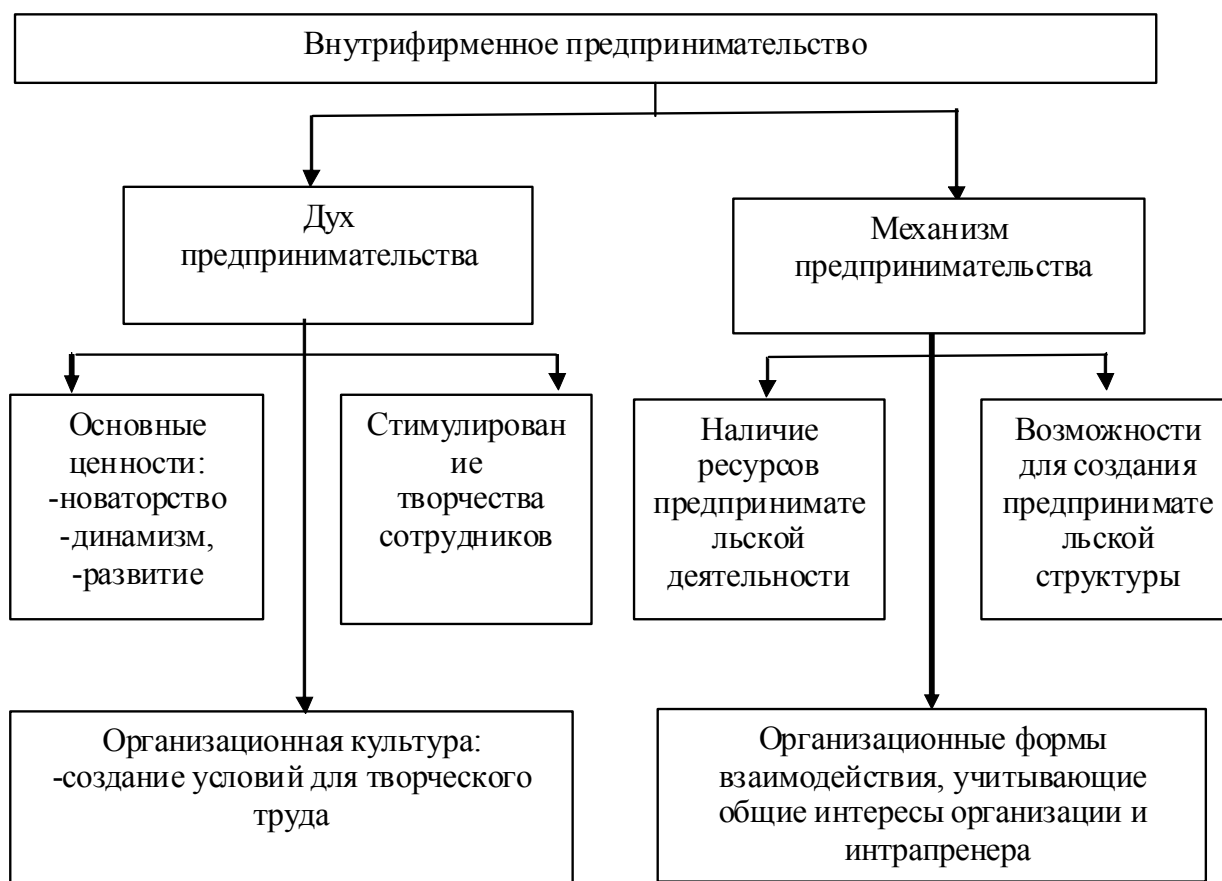 Внутрифирменное предпринимательство
Дух
предпринимательства
Механизм
предпринимательства
Основные
ценности:
-новаторство
-динамизм,
-развитие
Стимулирован
ие
творчества
сотрудников
Наличие
ресурсов
предпринимате
льской
деятельности
Возможности
для создания
предпринимате
льской
структуры
Организационная культура:
-создание условий для творческого
труда
Организационные формы
взаимодействия, учитывающие
общие интересы организации и
интрапренера